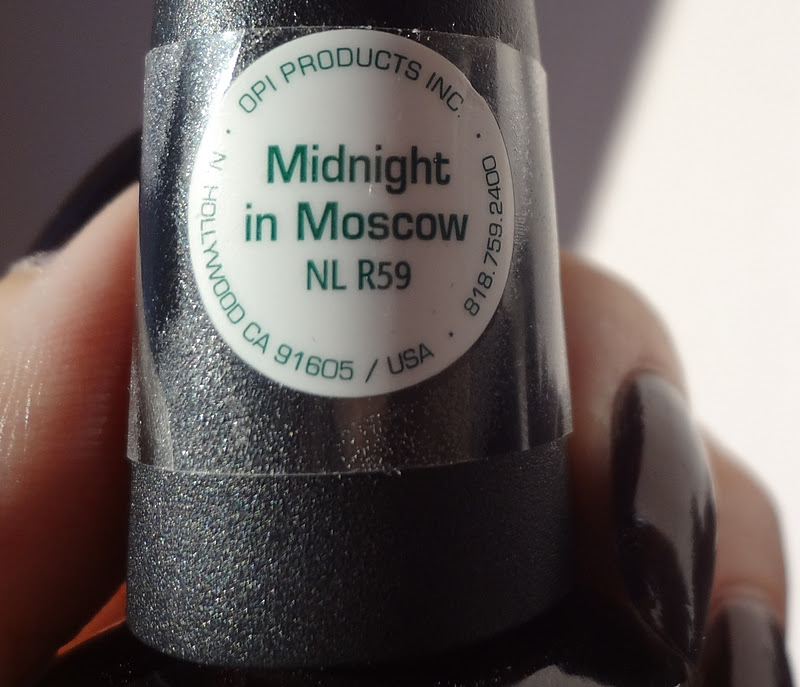 OPI PRODUCTS INC.
Midnight
in Moscow
NL R59
N HOLLYWOOD CA 91605 / USA
818.759.2400